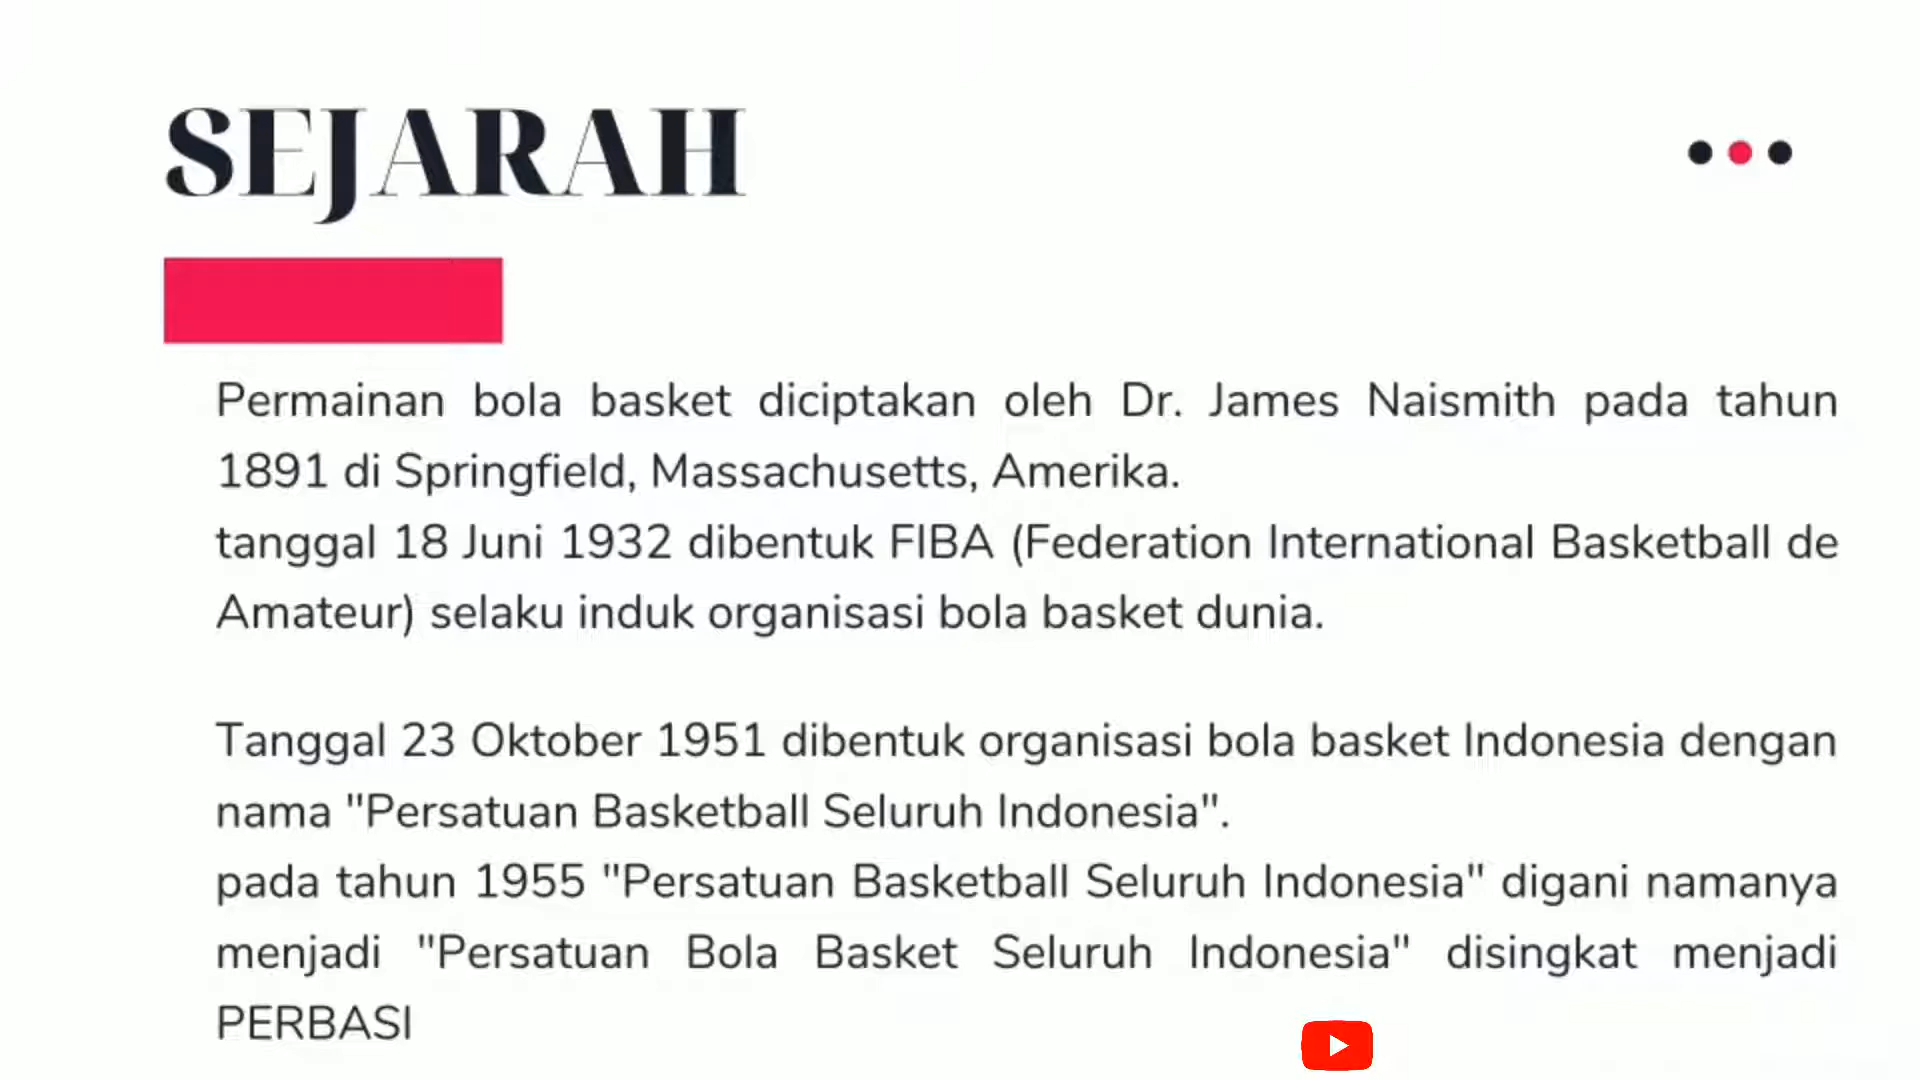 SEJARAH
Permainan bola basket diciptakan oleh Dr. James Naismith pada tahun
1891 di Springfield, Massachusetts, Amerika.
tanggal 18 Juni 1932 dibentuk FIBA (Federation International Basketball de
Amateur) selaku induk organisasi bola basket dunia.
Tanggal 23 Oktober 1951 dibentuk organisasi bola basket Indonesia dengan
nama "Persatuan Basketball Seluruh Indonesia".
pada tahun 1955 "Persatuan Basketball Seluruh Indonesia" digani namanya
menjadi "Persatuan Bola Basket Seluruh Indonesia" disingkat menjadi
PERBASI